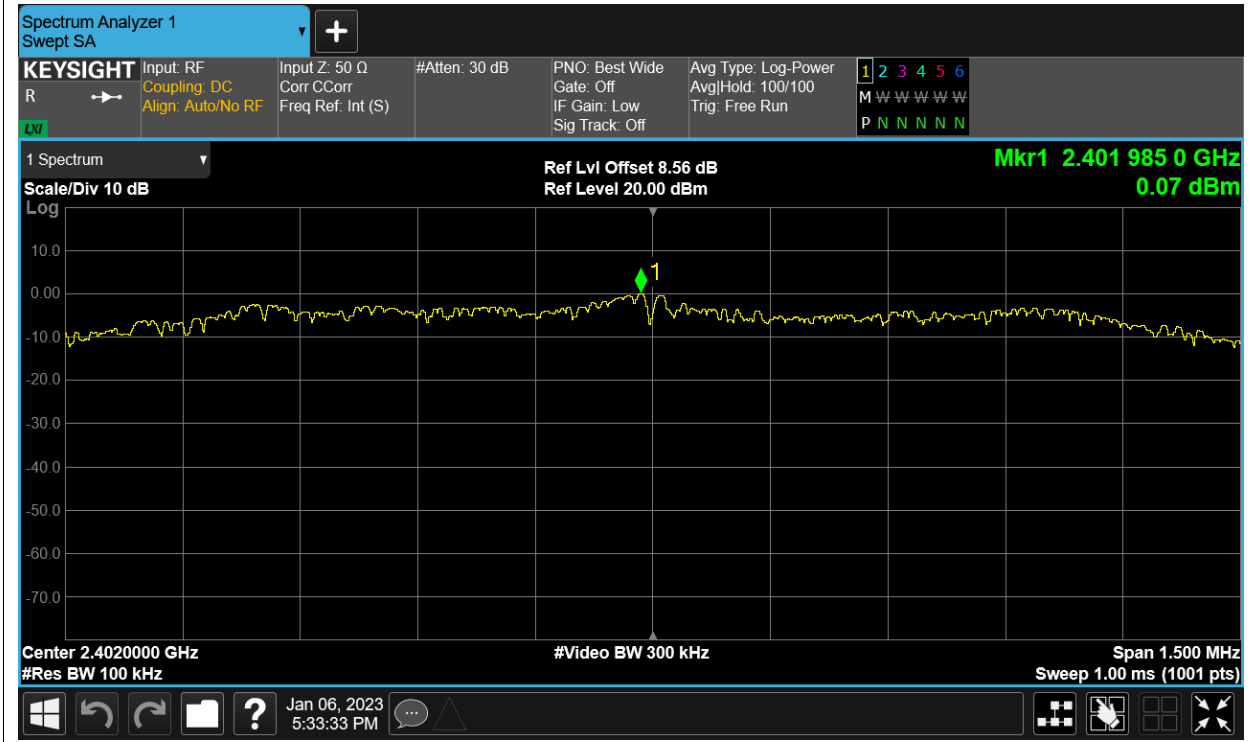 Spectrum Analyzer 1
Swept SA
KEYSIGHT
R
LXI
Input: RF
Coupling: DC
Align: Auto/No RF
Input Z: 50 Ω
Corr CCorr
Freq Ref: Int (S)
#Atten: 30 dB
PNO: Best Wide
Gate: Off
IF Gain: Low
Sig Track: Off
Avg Type: Log-Power
Avg|Hold: 100/100
Trig: Free Run
1 2 3 4 5 6
M W W W W W
P N N N N N
1 Spectrum
Scale/Div 10 dB
Log
Ref Lvl Offset 8.56 dB
Ref Level 20.00 dBm
Mkr1 2.401 985 0 GHz
0.07 dBm
10.0
0.00
-10.0
-20.0
-30.0
-40.0
-50.0
-60.0
-70.0
1
Center 2.4020000 GHz
#Res BW 100 kHz
#Video BW 300 kHz
Span 1.500 MHz
Sweep 1.00 ms (1001 pts)
?
Jan 06, 2023
5:33:33 PM